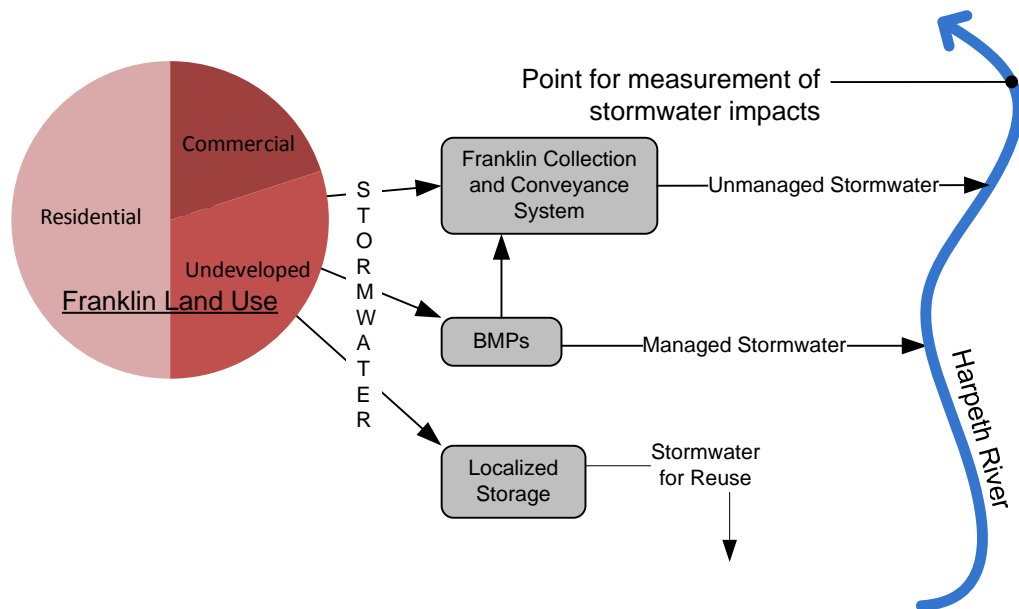 Point for measurement of
stormwater impacts
Commercial
Residential
Undeveloped
Franklin Land Use
STORMWATER
Franklin Collection
and Conveyance
System
Unmanaged Stormwater
BMPs
Managed Stormwater
Localized
Storage
Stormwater
for Reuse
Harpeth River